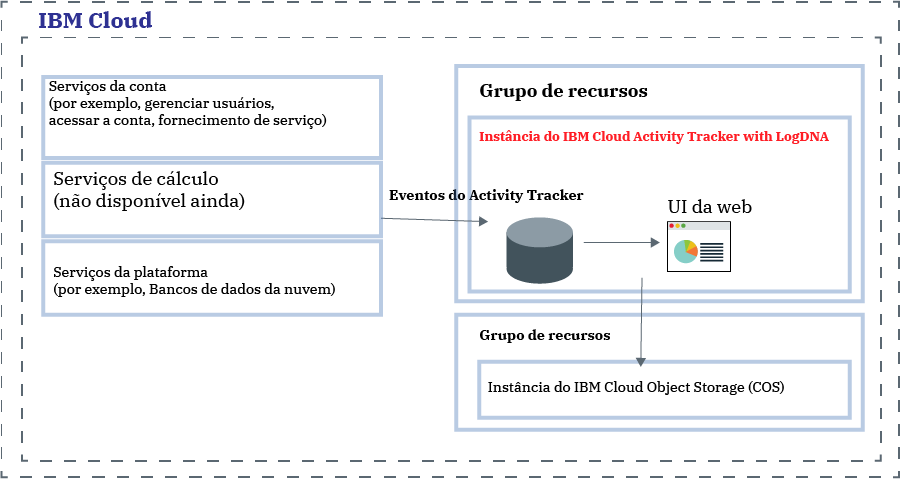 IBM Cloud
Serviços da conta
(por exemplo, gerenciar usuários,
acessar a conta, fornecimento de serviço)
Serviços de cálculo
(não disponível ainda)
Serviços da plataforma
(por exemplo, Bancos de dados da nuvem)
Eventos do Activity Tracker
Grupo de recursos
Instância do IBM Cloud Activity Tracker with LogDNA
UI da web
Grupo de recursos
Instância do IBM Cloud Object Storage (COS)